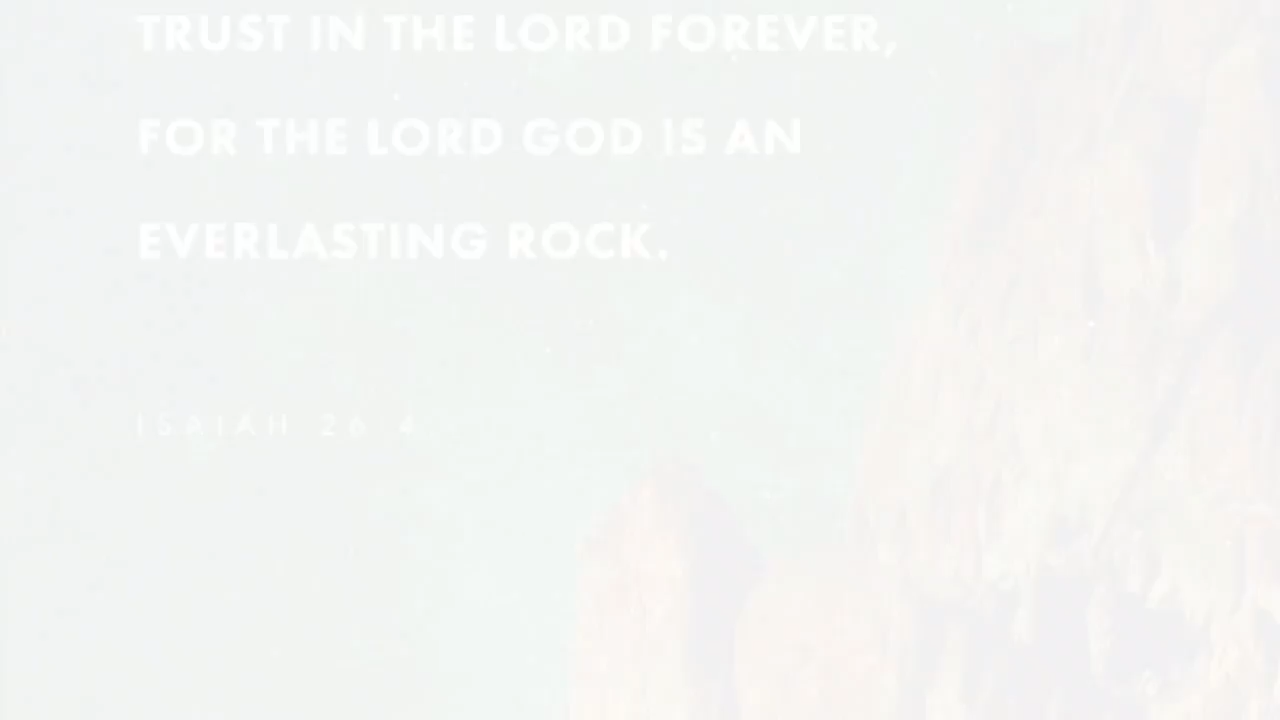 TRUST IN THE LORD FOREVER,
FOR THE LORD GOD IS AN
EVERLASTING ROCK.
ISAIAH 26:4